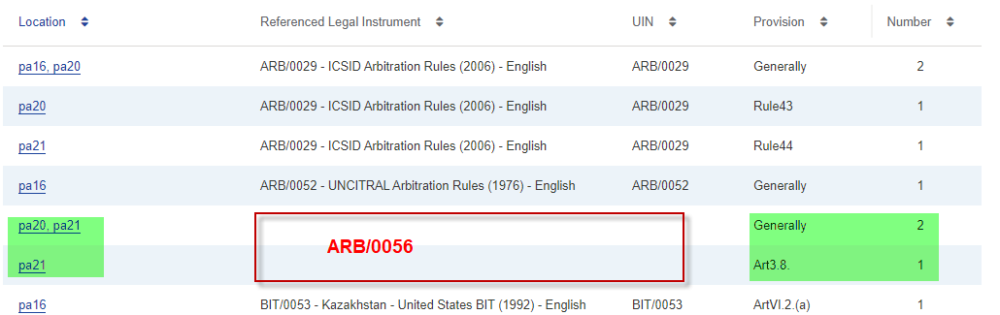 Location Referenced Legal Instrument UIN Provision Number
pa16, pa20 ARB/0029 - ICSID Arbitration Rules (2006) - English ARB/0029 Generally 2
pa20 ARB/0029 - ICSID Arbitration Rules (2006) - English ARB/0029 Rule43 1
pa21 ARB/0029 - ICSID Arbitration Rules (2006) - English ARB/0029 Rule44 1
pa16 ARB/0052 - UNCITRAL Arbitration Rules (1976) - English ARB/0052 Generally 1
pa20, pa21 Generally 2
ARB/0056
pa21 Art3.8. 1
pa16 BIT/0053 - Kazakhstan - United States BIT (1992) - English BIT/0053 ArtVI.2.(a) 1